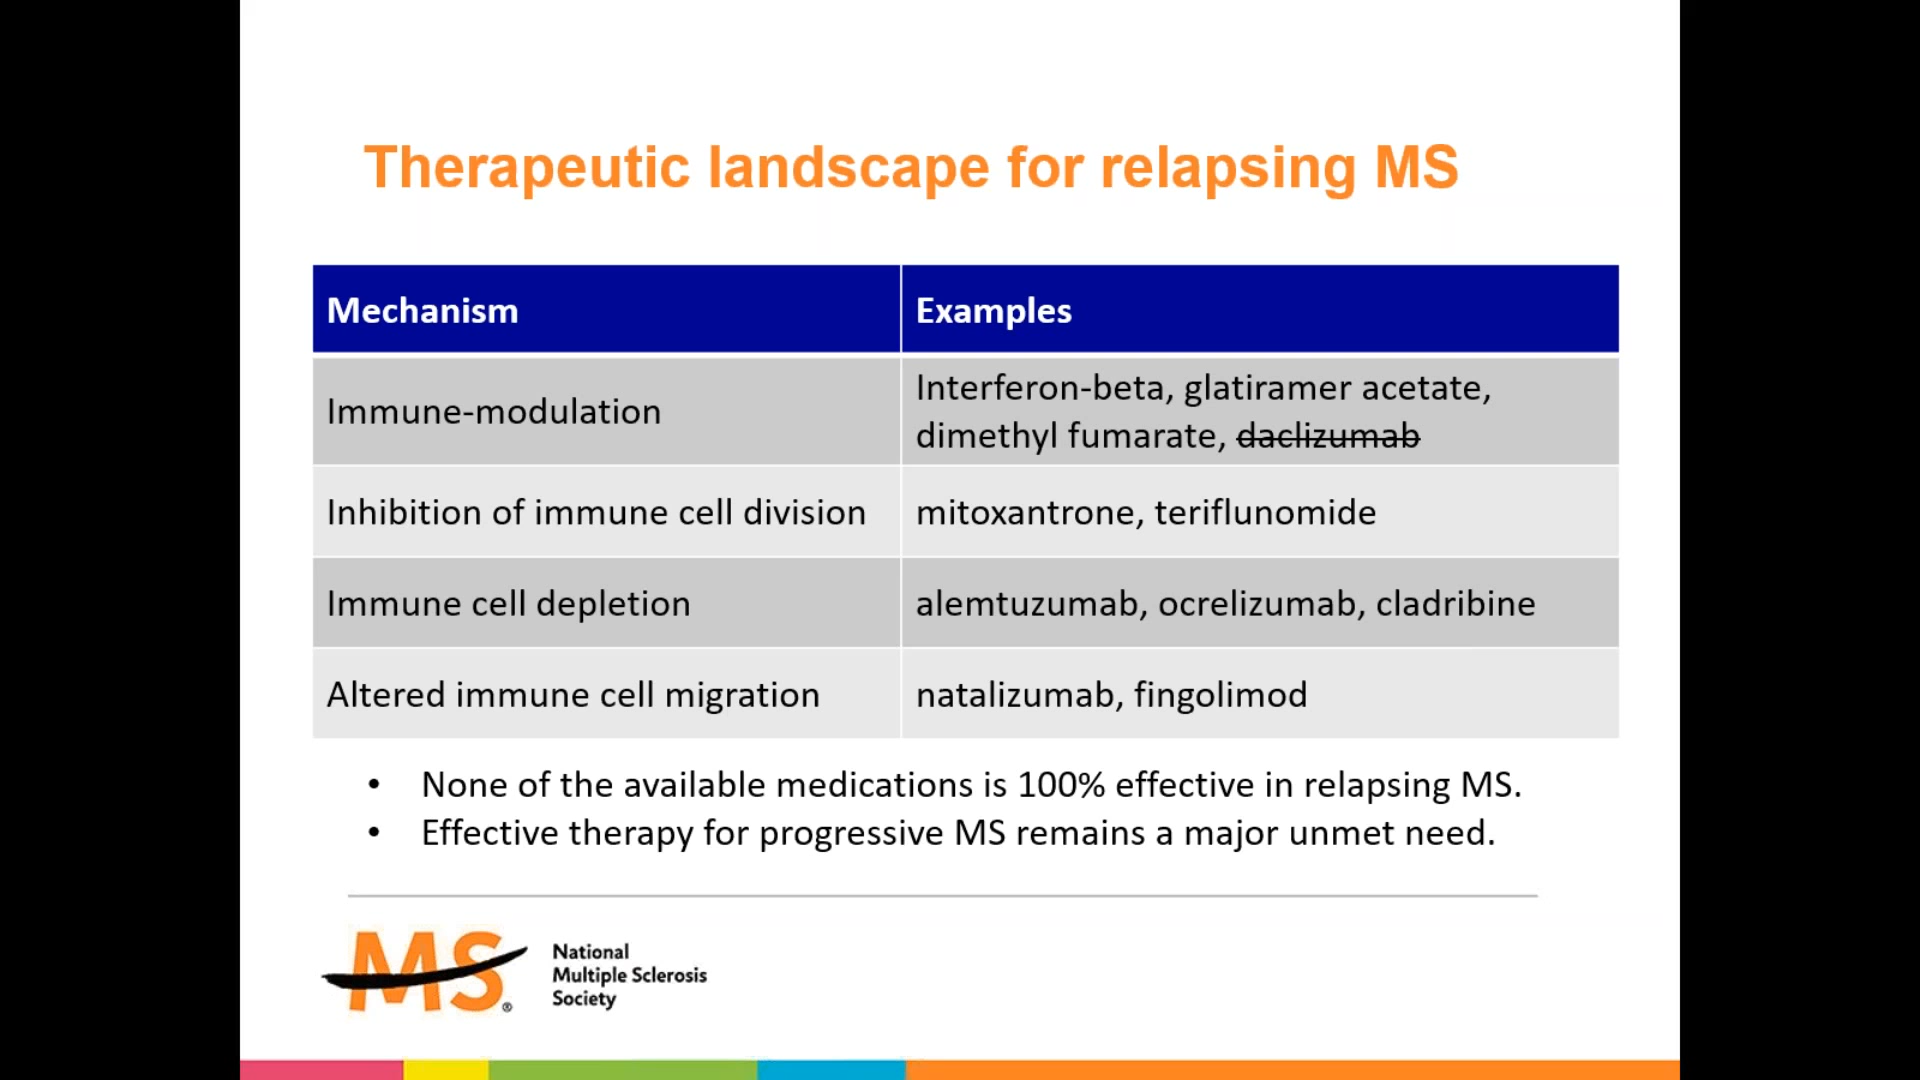 Therapeutic landscape for relapsing MS
Mechanism
Examples
Immune-modulation
Interferon-beta, glatiramer acetate,
dimethyl fumarate, daclizumab
Inhibition of immune cell division
mitoxantrone, teriflunomide
Immune cell depletion
alemtuzumab, ocrelizumab, cladribine
Altered immune cell migration
natalizumab, fingolimod
• None of the available medications is 100% effective in relapsing MS.
• Effective therapy for progressive MS remains a major unmet need.
MS®
National
Multiple Sclerosis
Society